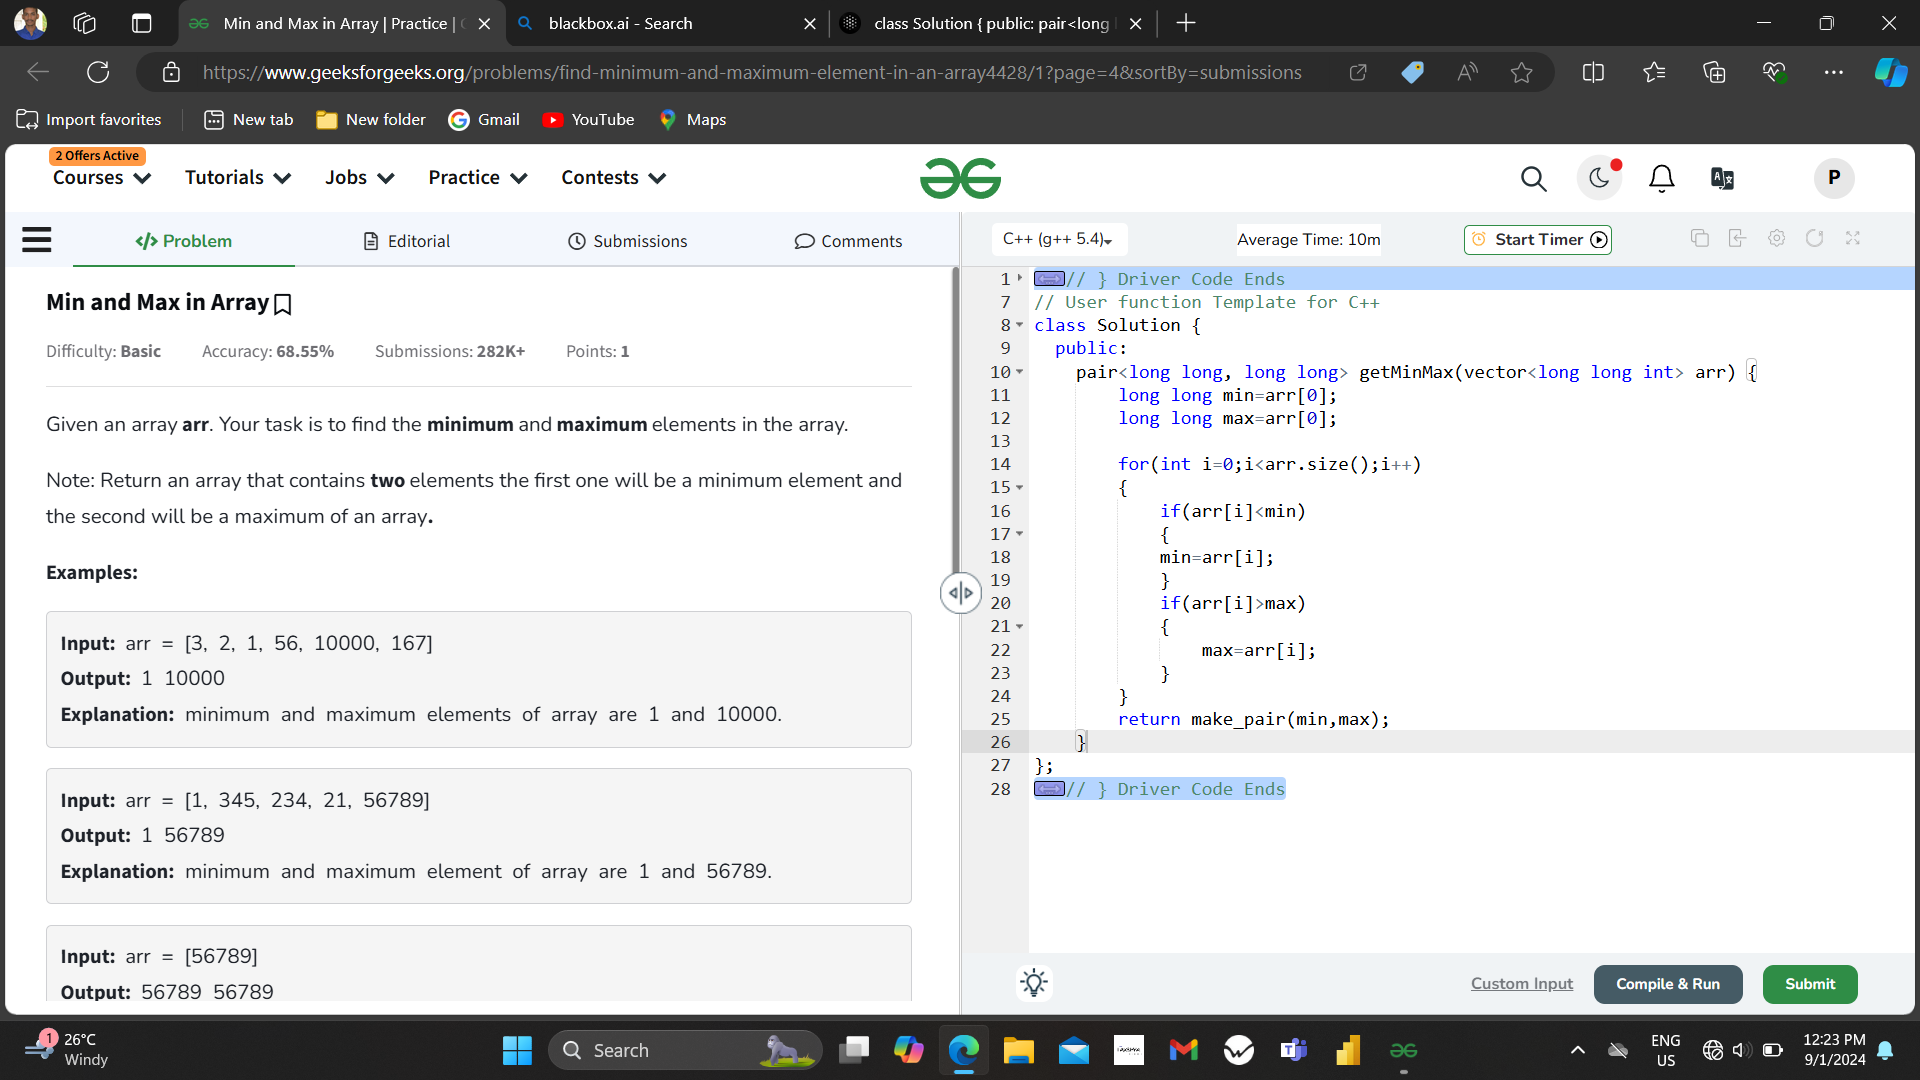 Min and Max in Array | Practice |
blackbox.ai - Search
class Solution { public: pair<long
https://www.geeksforgeeks.org/problems/find-minimum-and-maximum-element-in-an-array4428/1?page=4&sortBy=submissions
Import favorites
New tab
New folder
Gmail
YouTube
Maps
2 Offers Active
Courses
Tutorials
Jobs
Practice
Contests
P
</> Problem
Editorial
Submissions
Comments
C++ (g++ 5.4)
Average Time: 10m
Start Timer
Min and Max in Array
Difficulty: Basic
Accuracy: 68.55%
Submissions: 282K+
Points: 1
Given an array arr. Your task is to find the minimum and maximum elements in the array.
Note: Return an array that contains two elements the first one will be a minimum element and
the second will be a maximum of an array.
Examples:
Input: arr = [3, 2, 1, 56, 10000, 167]
Output: 1 10000
Explanation: minimum and maximum elements of array are 1 and 10000.
Input: arr = [1, 345, 234, 21, 56789]
Output: 1 56789
Explanation: minimum and maximum element of array are 1 and 56789.
Input: arr = [56789]
Output: 56789 56789
1 // } Driver Code Ends
7 // User function Template for C++
8 class Solution {
9 public:
10 pair<long long, long long> getMinMax(vector<long long int> arr) {
11 long long min=arr[0];
12 long long max=arr[0];
13
14 for(int i=0;i<arr.size();i++)
15 {
16 if(arr[i]<min)
17 {
18 min=arr[i];
19 }
20 if(arr[i]>max)
21 {
22 max=arr[i];
23 }
24 }
25 return make_pair(min,max);
26 }
27 };
28 // } Driver Code Ends
Custom Input
Compile & Run
Submit
1
26°C
Windy
Search
ENG
US
12:23 PM
9/1/2024